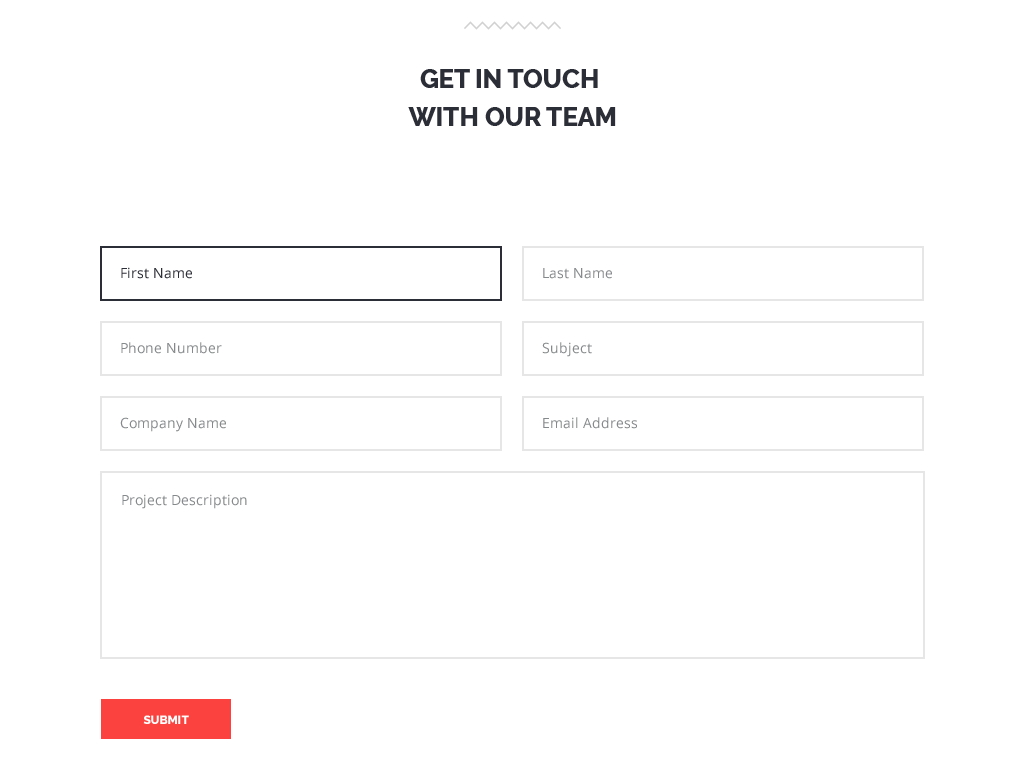 GET IN TOUCH
WITH OUR TEAM
First Name
Last Name
Phone Number
Subject
Company Name
Email Address
Project Description
SUBMIT